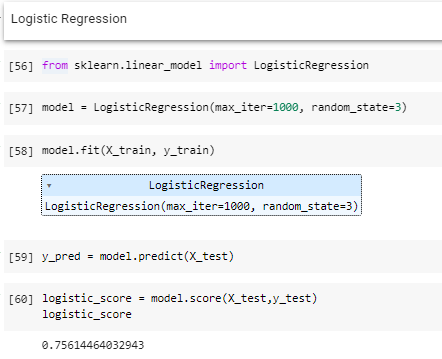 Logistic Regression
[56] from sklearn.linear_model import LogisticRegression
[57] model = LogisticRegression(max_iter=1000, random_state=3)
[58] model.fit(X_train, y_train)
LogisticRegression
LogisticRegression(max_iter=1000, random_state=3)
[59] y_pred = model.predict(X_test)
[60] logistic_score = model.score(X_test,y_test)
logistic_score
0.75614464032943